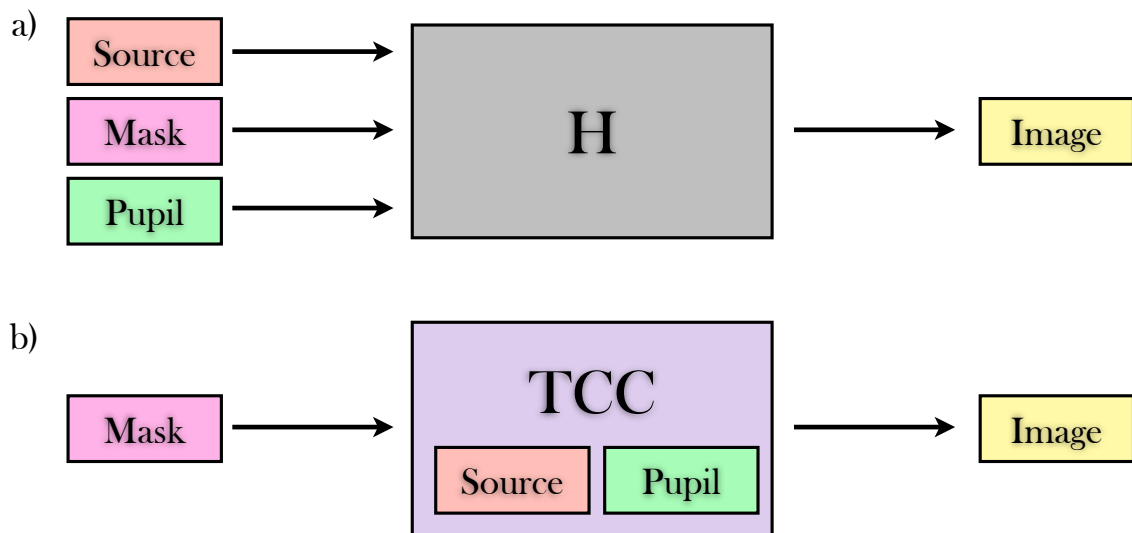 a)
Source
Mask
Pupil
H
Image
b)
Mask
TCC
Source Pupil
Image